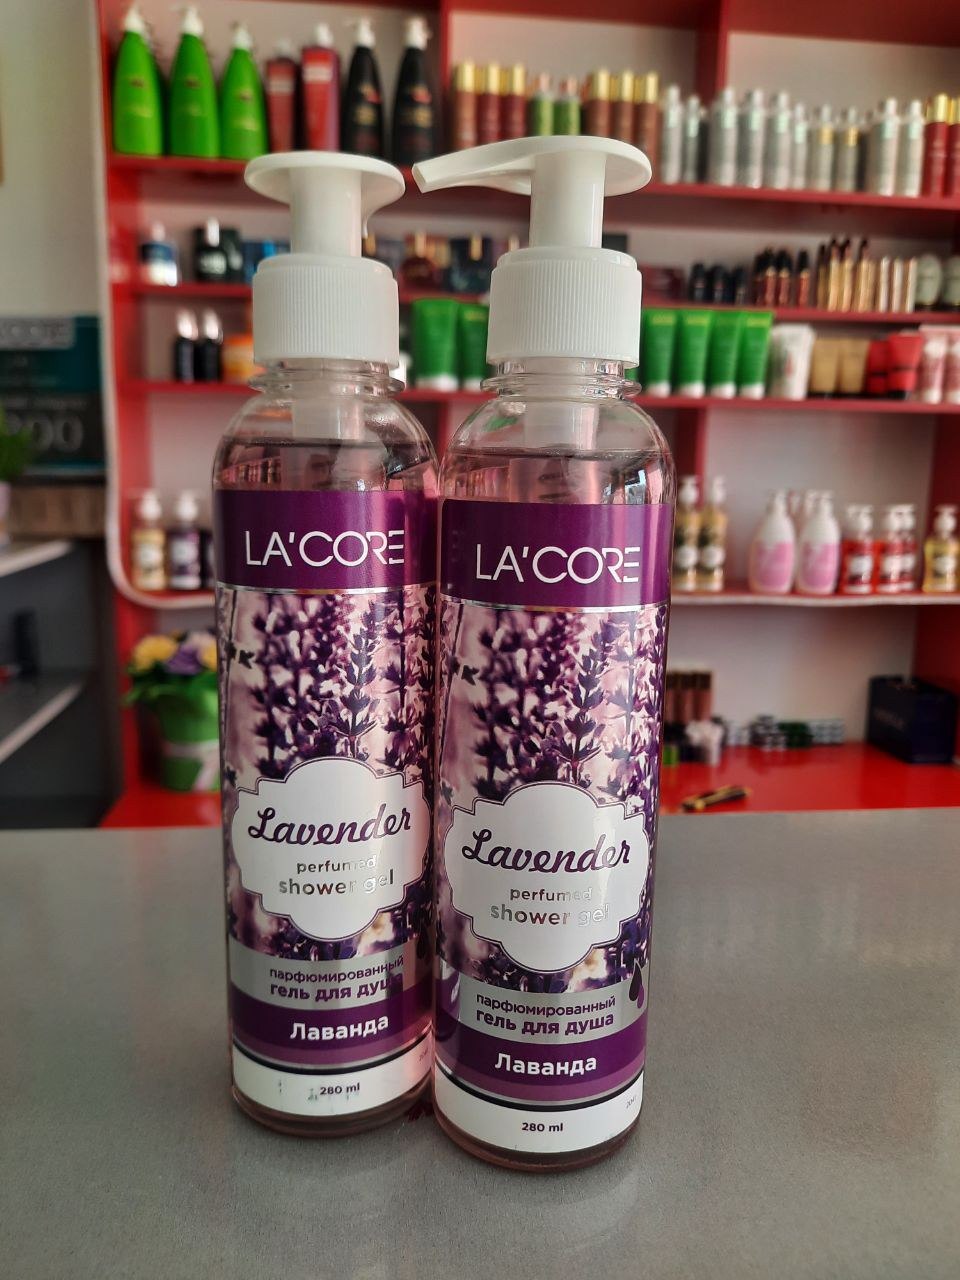 LA'CORE
Lavender
perfumed
shower gel
парфюмированный
гель для душа
Лаванда
280 ml
LA'CORE
Lavender
perfumed
shower gel
парфюмированный
гель для душа
Лаванда
280 ml